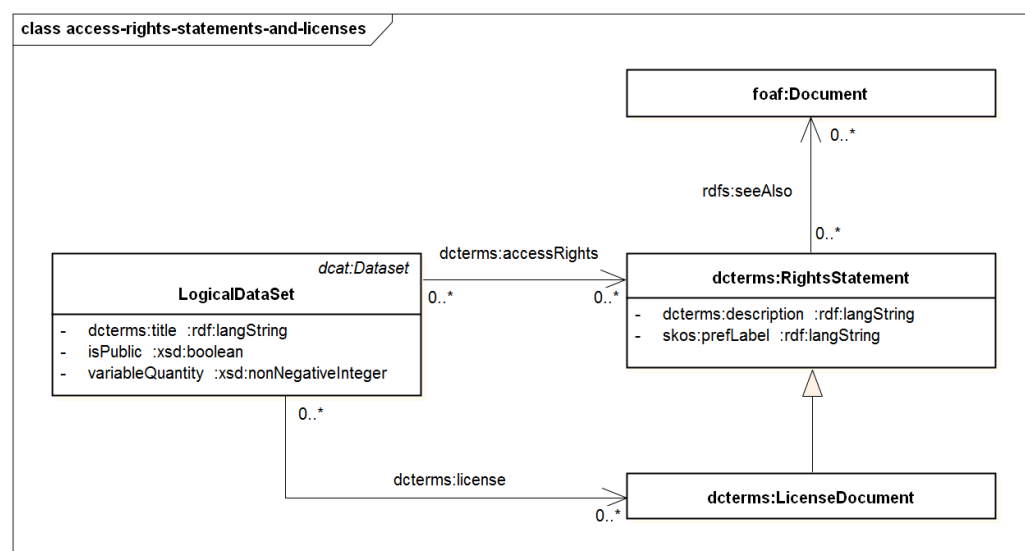 class access-rights-statements-and-licenses
foaf:Document
0..*
rdfs:seeAlso
0..*
dcterms:accessRights
dcat:Dataset
LogicalDataSet
- dcterms:title :rdf:langString
- isPublic :xsd:boolean
- variableQuantity :xsd:nonNegativeInteger
0..*
0..*
dcterms:RightsStatement
- dcterms:description :rdf:langString
- skos:prefLabel :rdf:langString
0..*
dcterms:license
0..*
dcterms:LicenseDocument